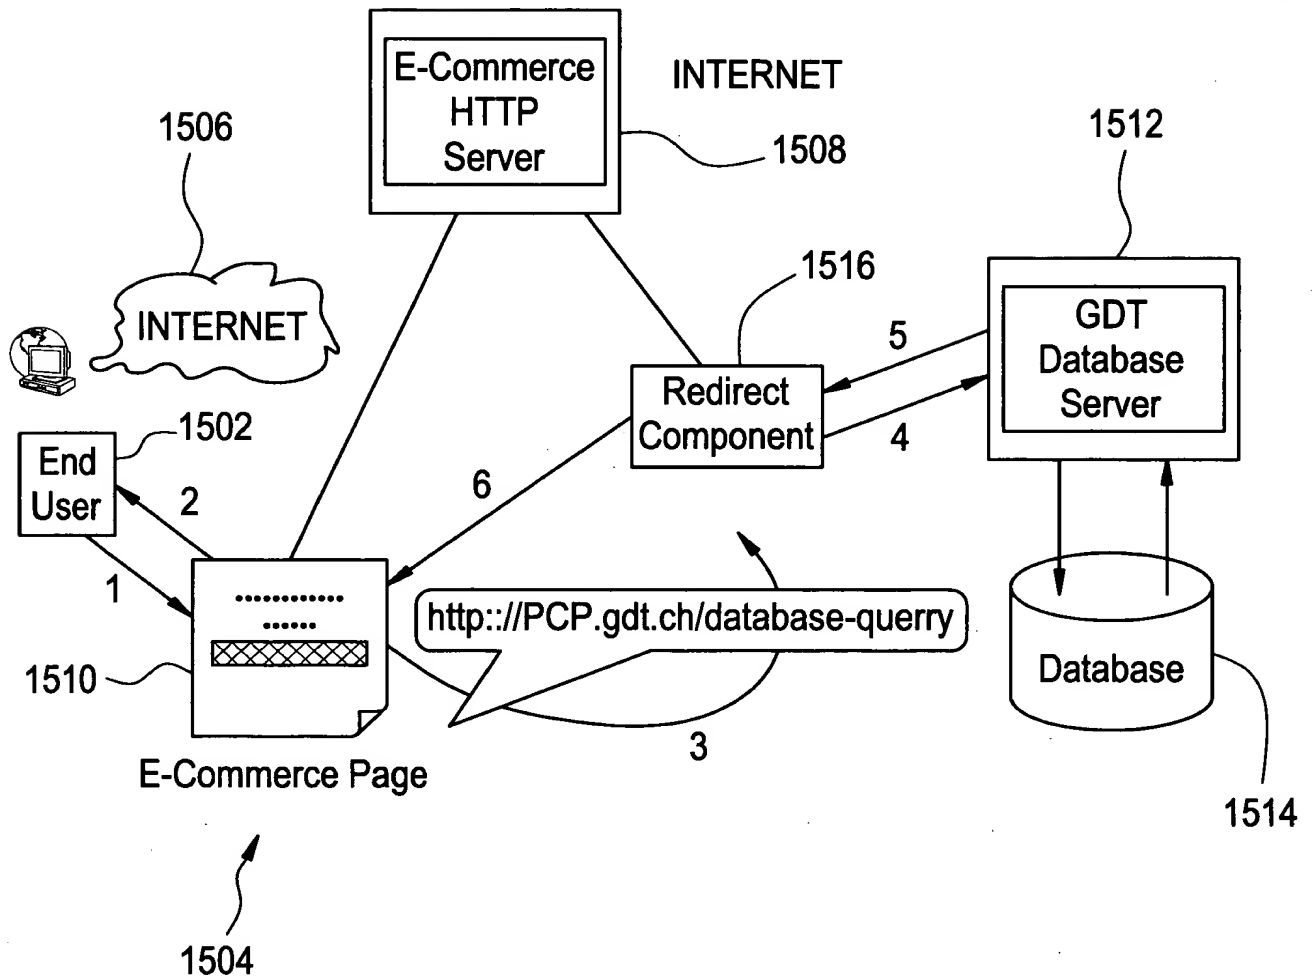 E-Commerce
HTTP
Server
INTERNET
1508
1506
INTERNET
1512
1516
GDT
Database
Server
5
4
Redirect
Component
1502
End
User
2
1
6
http:://PCP.gdt.ch/database-querry
1510
3
Database
1514
E-Commerce Page
1504